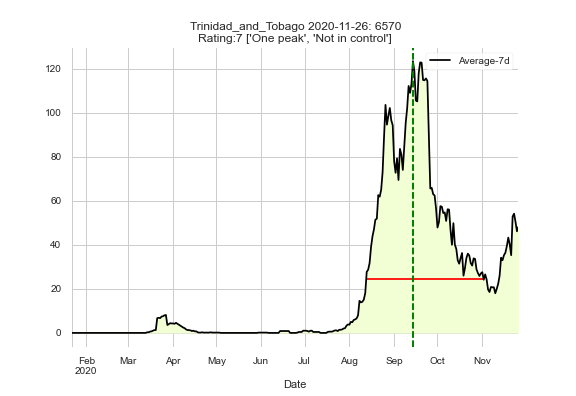 Trinidad_and_Tobago 2020-11-26: 6570
Rating:7 ['One peak', 'Not in control']
Average-7d
120
100
80
60
40
20
0
Feb Mar Apr May Jun Jul Aug Sep Oct Nov
2020
Date